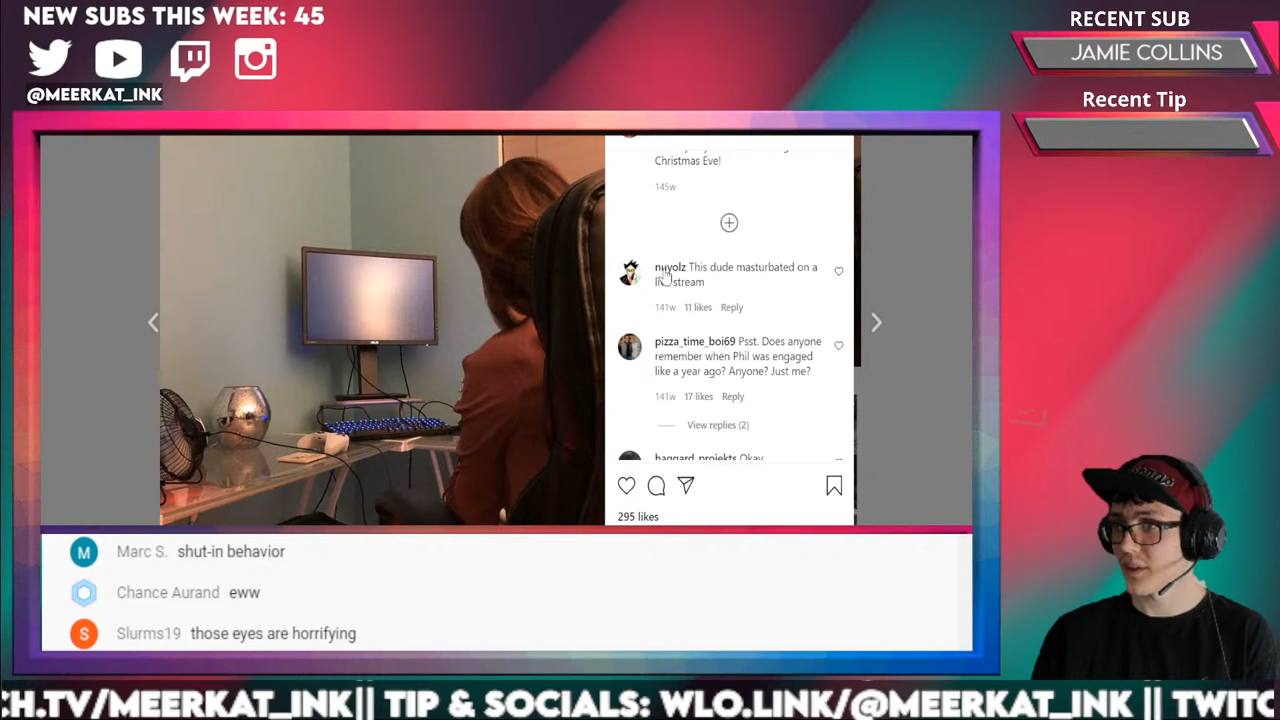 NEW SUBS THIS WEEK: 45
@MEERKAT_INK
RECENT SUB
JAMIE COLLINS
Recent Tip
Christmas Eve!
145w
This dude masturbated on a
stream
141w 11 likes Reply
pizza_time_boi69 Psst. Does anyone
remember when Phil was engaged
like a year ago? Anyone? Just me?
141w 17 likes Reply
View replies (2)
haggard_projekts Okay
295 likes
M Marc S. shut-in behavior
Chance Aurand eww
S Slurms19 those eyes are horrifying
CH.TV/MEERKAT_INK|| TIP & SOCIALS: WLO.LINK/@MEERKAT_INK || TWITC